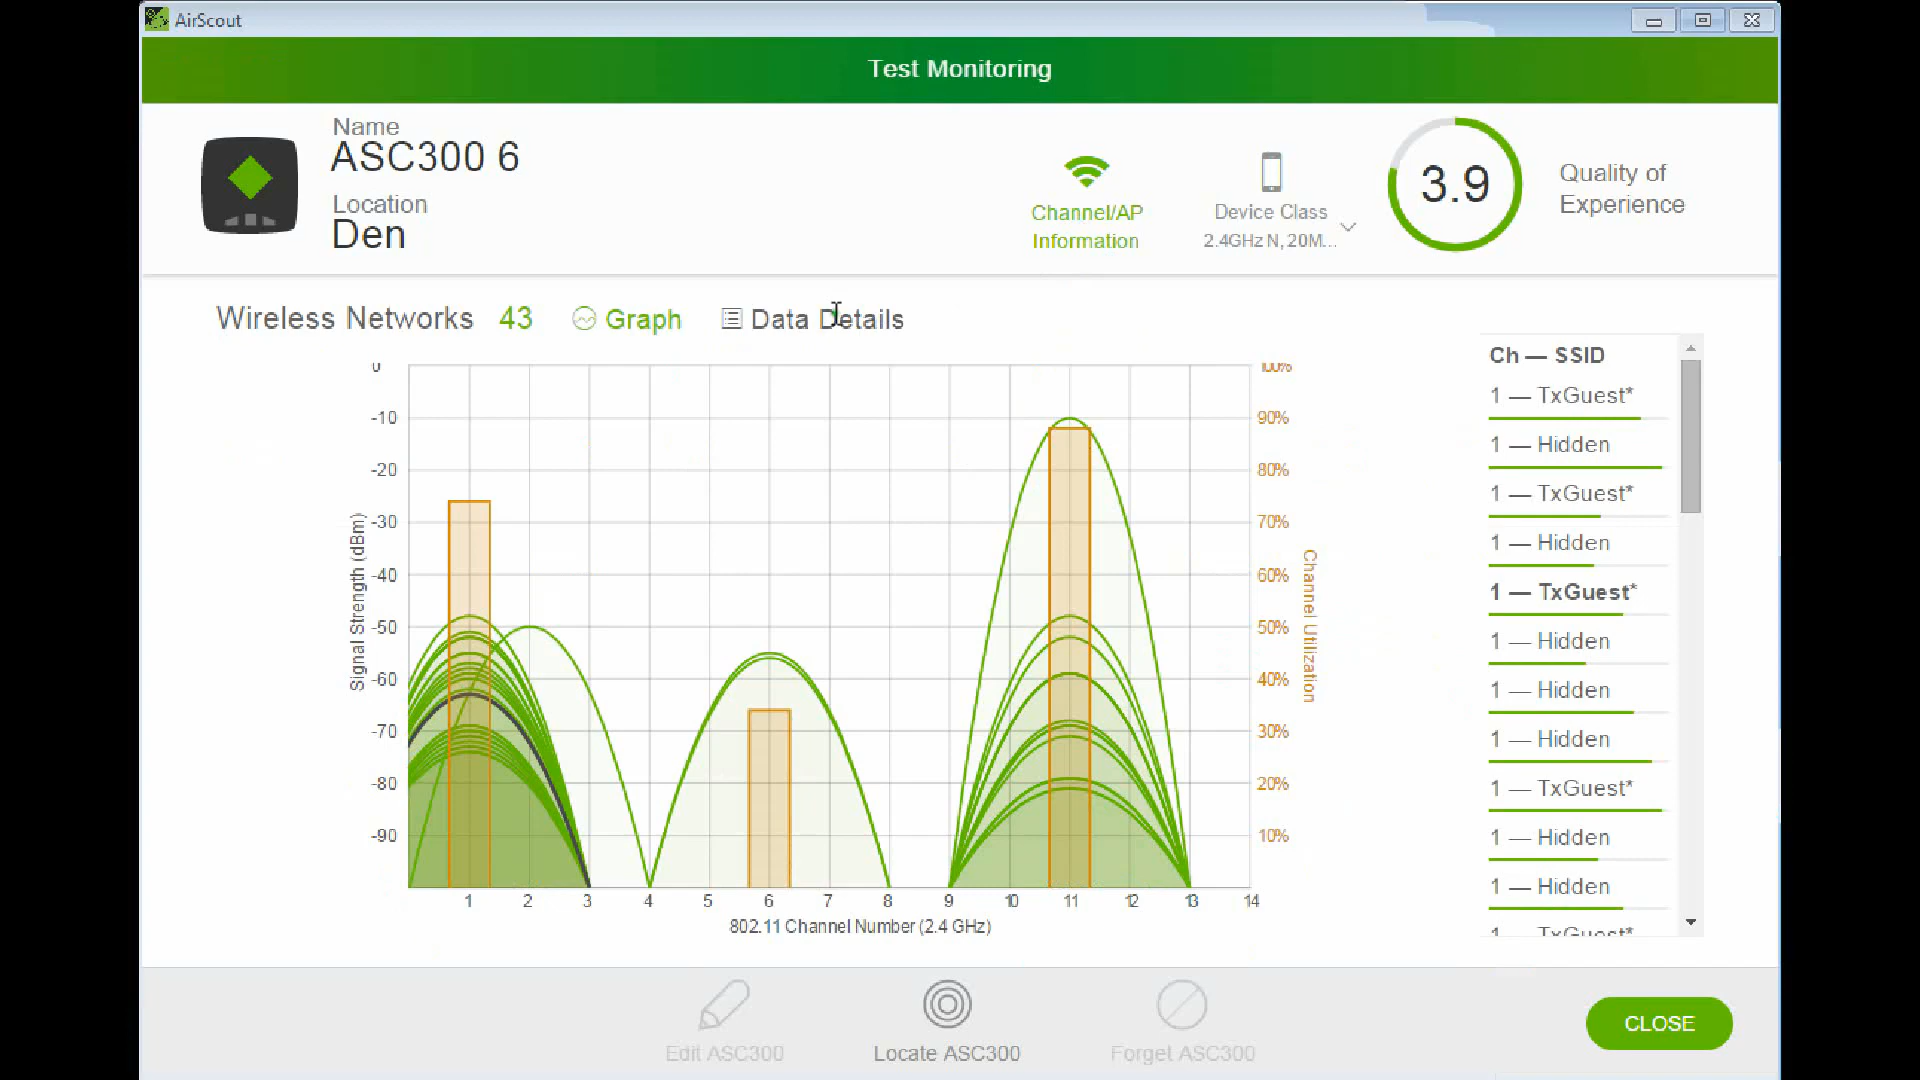 AirScout
Test Monitoring
Name
ASC300 6
Location
Den
Channel/AP
Information
Device Class
2.4GHz N, 20M...
3.9
Quality of
Experience
Wireless Networks 43 Graph Data Details
0
-10
-20
-30
-40
-50
-60
-70
-80
-90
Signal Strength (dBm)
100%
90%
80%
70%
60%
50%
40%
30%
20%
10%
Channel Utilization
1 2 3 4 5 6 7 8 9 10 11 12 13 14
802.11 Channel Number (2.4 GHz)
Ch — SSID
1 — TxGuest*
1 — Hidden
1 — TxGuest*
1 — Hidden
1 — TxGuest*
1 — Hidden
1 — Hidden
1 — Hidden
1 — TxGuest*
1 — Hidden
1 — Hidden
1 — TxGuest*
Edit ASC300
Locate ASC300
Forget ASC300
CLOSE